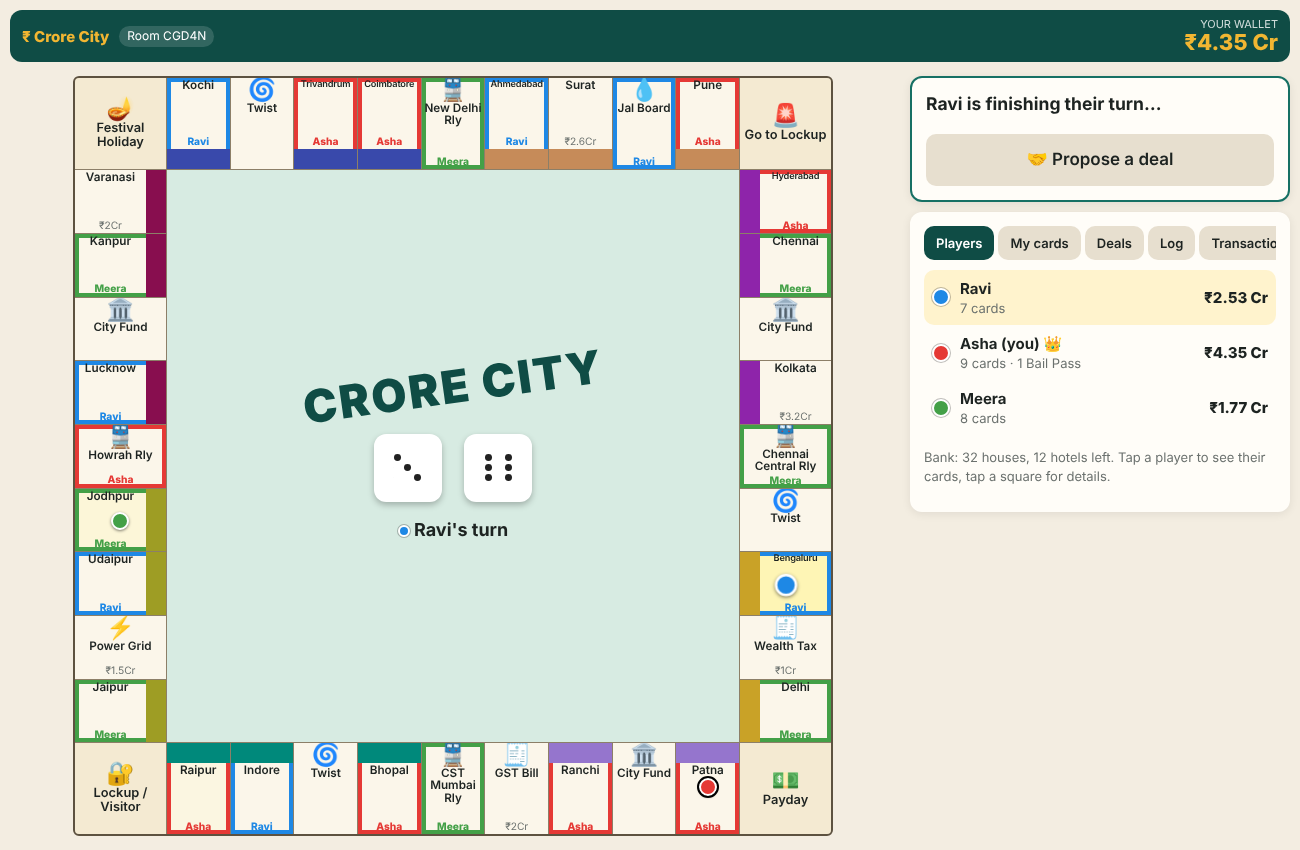 ₹ Crore City
Room CGD4N
YOUR WALLET
₹4.35 Cr
Festival
Holiday
Kochi
Ravi
Twist
Trivandrum
Asha
Coimbatore
Asha
New Delhi
Rly
Meera
Ahmedabad
Ravi
Surat
₹2.6Cr
Jal Board
Ravi
Pune
Asha
Go to Lockup
Varanasi
₹2Cr
Kanpur
Meera
City Fund
Lucknow
Ravi
Howrah Rly
Asha
Jodhpur
Meera
Udaipur
Ravi
Power Grid
₹1.5Cr
Jaipur
Meera
CRORE CITY
Ravi's turn
Hyderabad
Asha
Chennai
Meera
City Fund
Kolkata
₹3.2Cr
Chennai
Central Rly
Meera
Twist
Bengaluru
Ravi
Wealth Tax
₹1Cr
Delhi
Meera
Lockup /
Visitor
Raipur
Asha
Indore
Ravi
Twist
Bhopal
Asha
CST
Mumbai
Rly
Meera
GST Bill
₹2Cr
Ranchi
Asha
City Fund
Patna
Asha
Payday
Ravi is finishing their turn...
Propose a deal
Players
My cards
Deals
Log
Transactio
Ravi
7 cards
₹2.53 Cr
Asha (you)
9 cards · 1 Bail Pass
₹4.35 Cr
Meera
8 cards
₹1.77 Cr
Bank: 32 houses, 12 hotels left. Tap a player to see their
cards, tap a square for details.